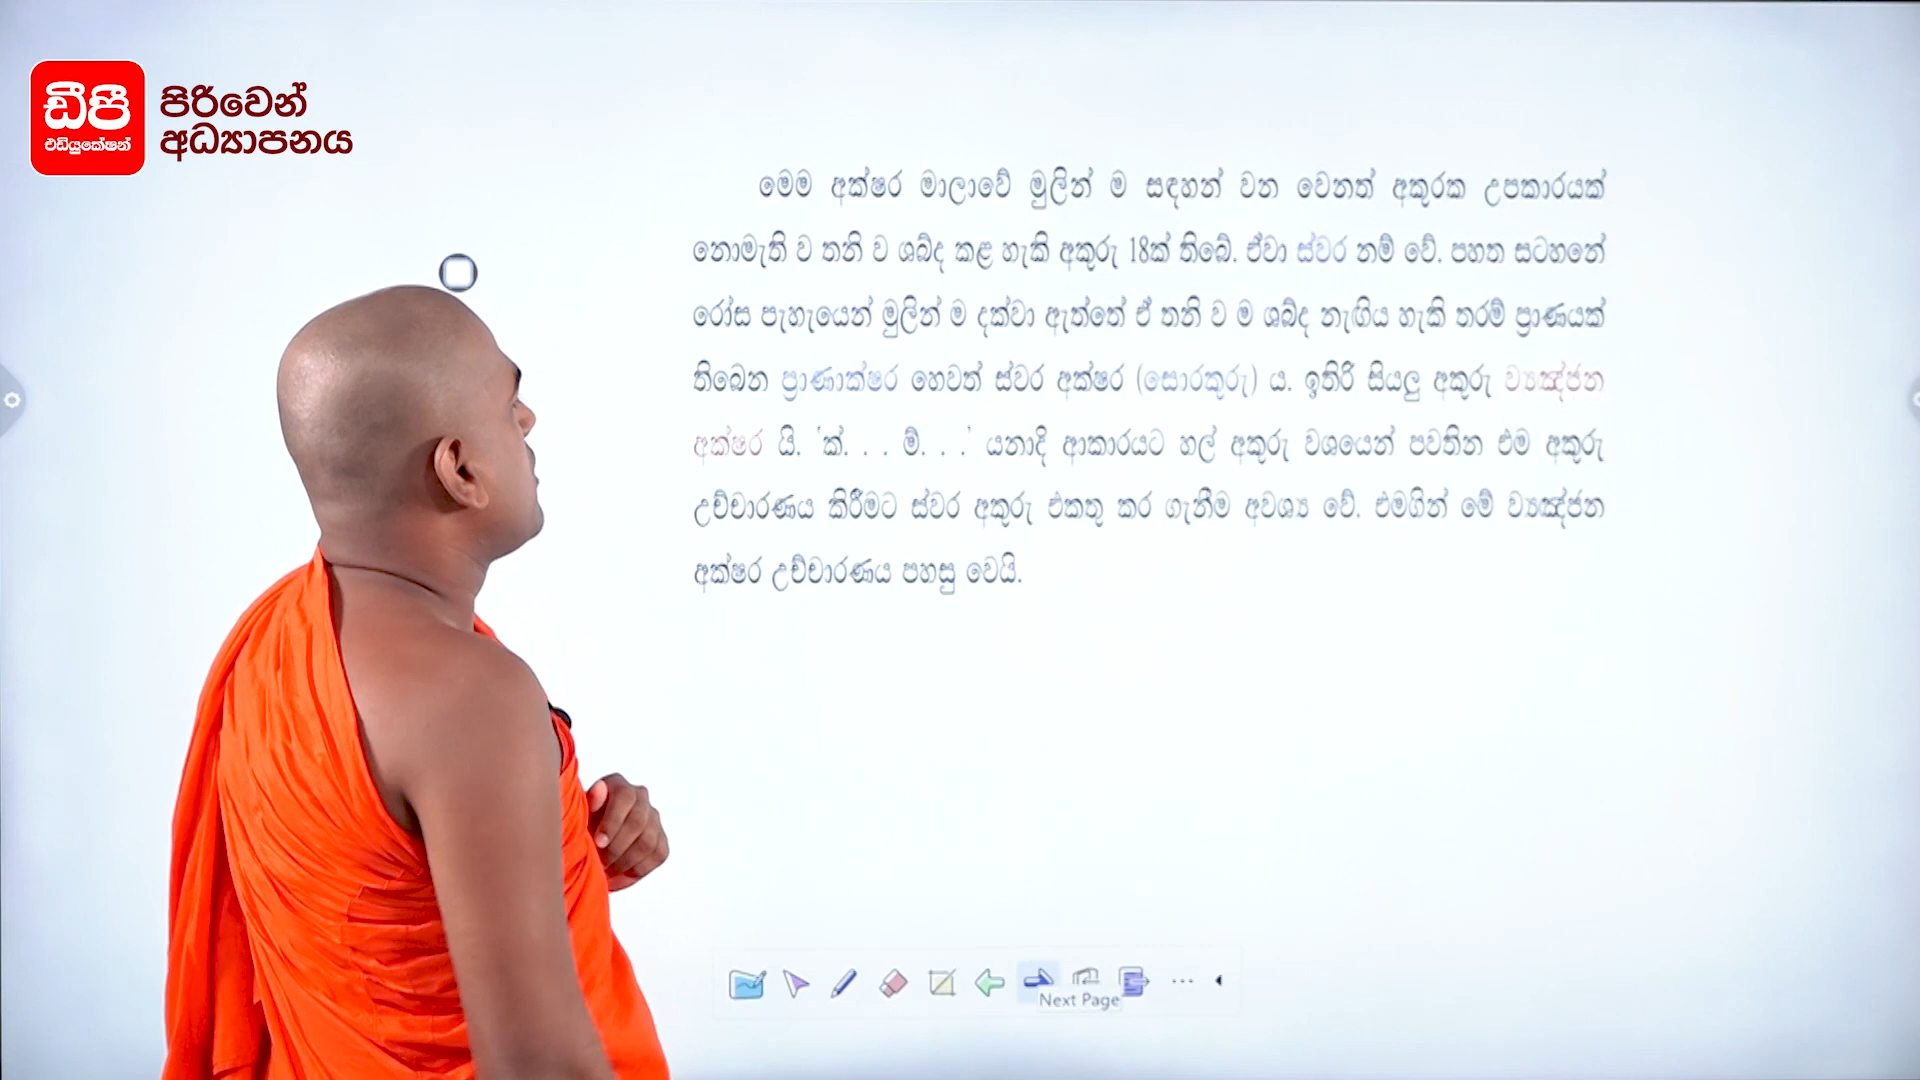 ඩීපී
එඩියුකේෂන්
පිරිවෙන්
අධ්‍යාපනය
මෙම අක්ෂර මාලාවේ මුලින් ම සඳහන් වන වෙනත් අකුරක උපකාරයක්
නොමැති ව තනි ව ශබ්ද කළ හැකි අකුරු 18ක් තිබේ. ඒවා ස්වර නම් වේ. පහත සටහනේ
රෝස පැහැයෙන් මුලින් ම දක්වා ඇත්තේ ඒ තනි ව ම ශබ්ද නැඟිය හැකි තරම් ප්‍රාණයක්
තිබෙන ප්‍රාණාක්ෂර හෙවත් ස්වර අක්ෂර (සොරකුරු) ය. ඉතිරි සියලු අකුරු ව්‍යඤ්ජන
අක්ෂර යි. 'ක්. . . ම්. . .' යනාදි ආකාරයට හල් අකුරු වශයෙන් පවතින එම අකුරු
උච්චාරණය කිරීමට ස්වර අකුරු එකතු කර ගැනීම අවශ්‍ය වේ. එමගින් මේ ව්‍යඤ්ජන
අක්ෂර උච්චාරණය පහසු වෙයි.
Next Page